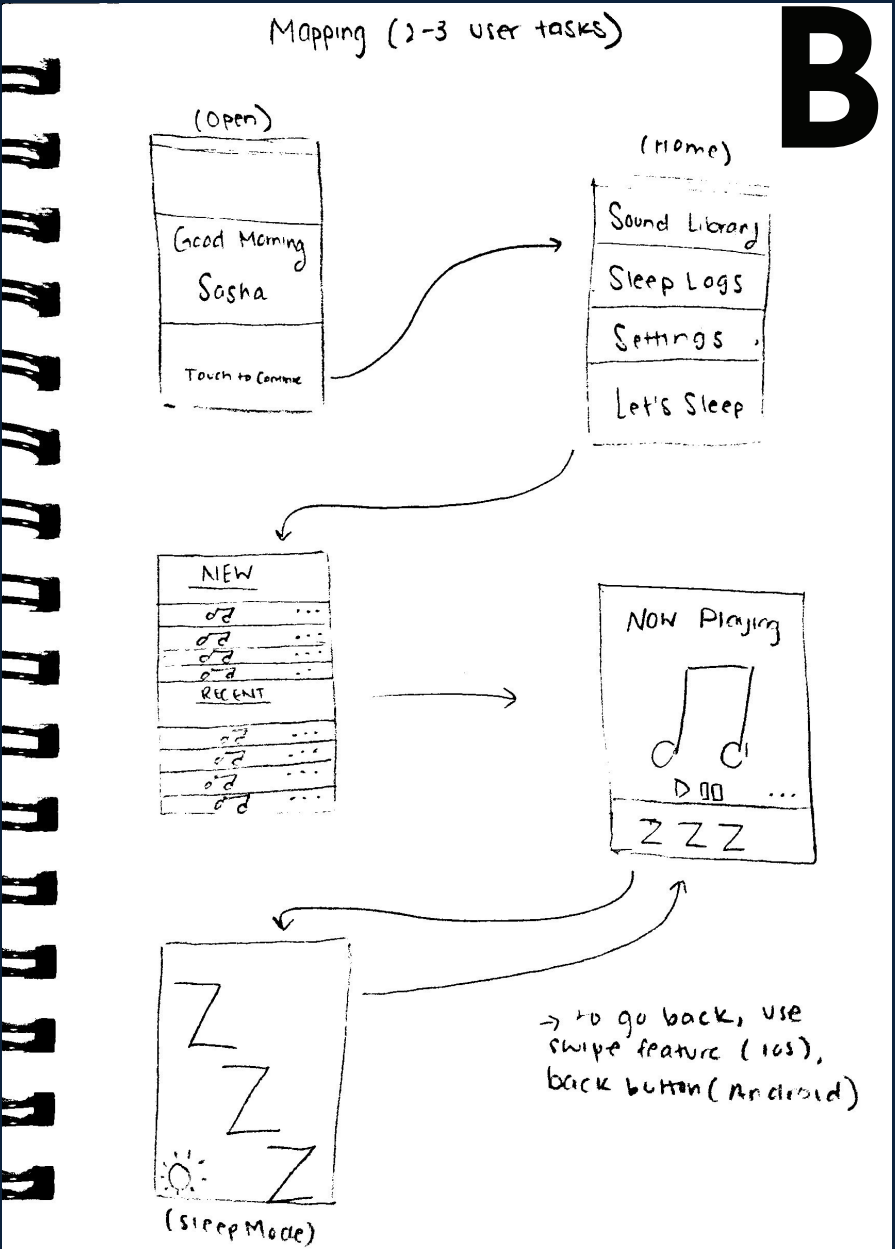 Mapping (2-3 user tasks)
B
(Open)
Good Morning
Sasha
Touch to Continue
(Home)
Sound Library
Sleep Logs
Settings
Let's Sleep
NEW
...
...
...
...
RECENT
...
...
...
...
Now Playing
...
Z Z Z
Z
Z
Z
(Sleep Mode)
→ to go back, use
swipe feature (ios),
back button (Android)